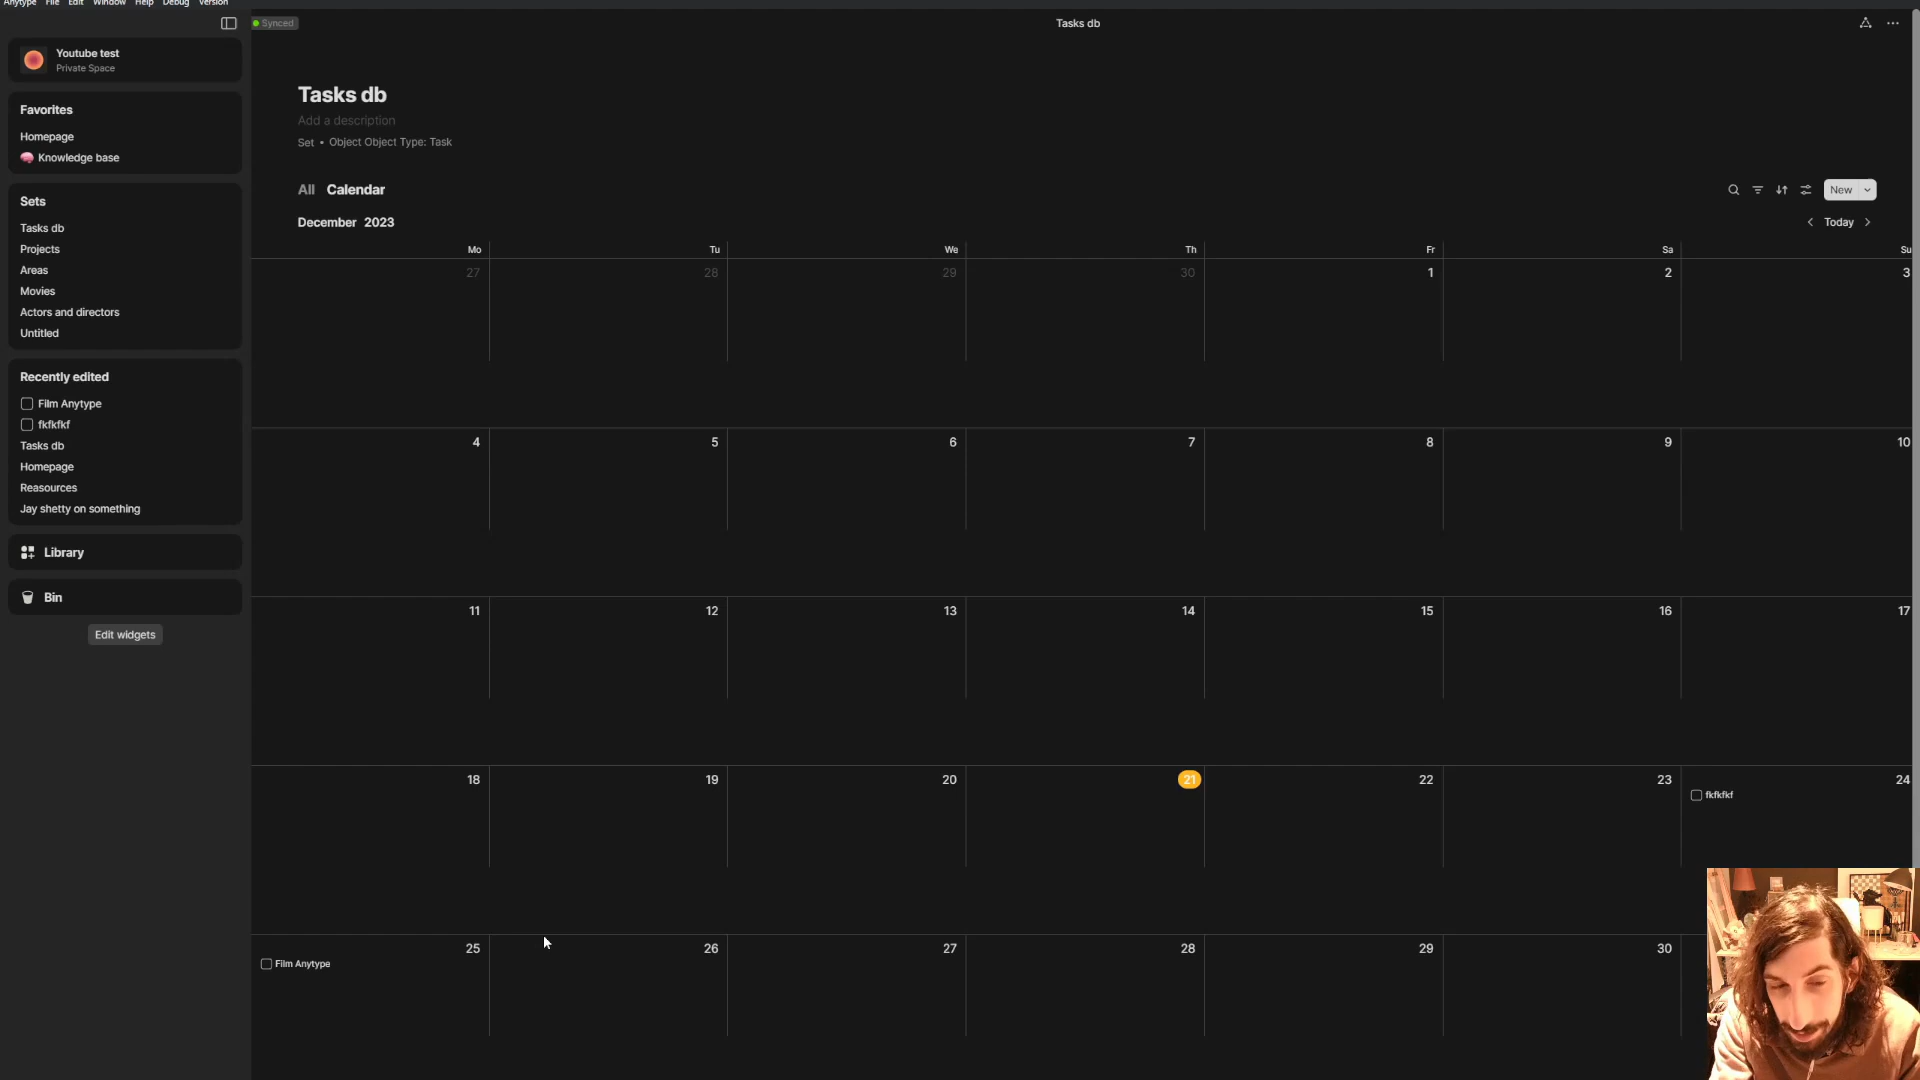 Anytype File Edit Window Help Debug Version
Synced
Tasks db
Youtube test
Private Space
Favorites
Homepage
🧠 Knowledge base
Sets
Tasks db
Projects
Areas
Movies
Actors and directors
Untitled
Recently edited
Film Anytype
fkfkfkf
Tasks db
Homepage
Reasources
Jay shetty on something
Library
Bin
Edit widgets
Tasks db
Add a description
Set • Object Object Type: Task
All Calendar
New
December 2023
Today
Mo Tu We Th Fr Sa Su
27 28 29 30 1 2 3
4 5 6 7 8 9 10
11 12 13 14 15 16 17
18 19 20 21 22 23 24
fkfkfkf
25 26 27 28 29 30
Film Anytype